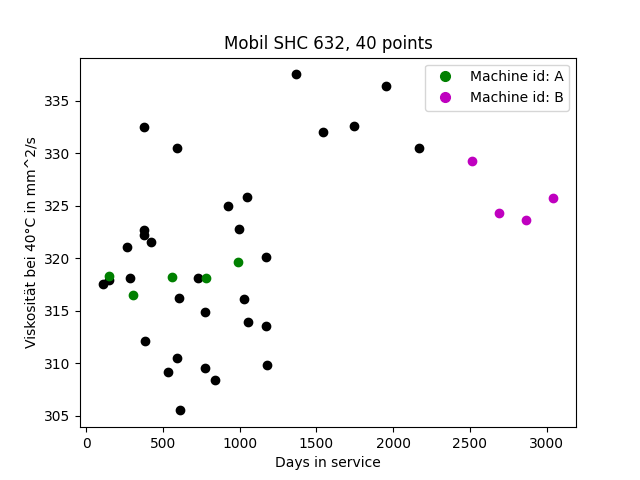 Mobil SHC 632, 40 points
Machine id: A
Machine id: B
Viskosität bei 40°C in mm^2/s
335
330
325
320
315
310
305
0
500
1000
1500
2000
2500
3000
Days in service